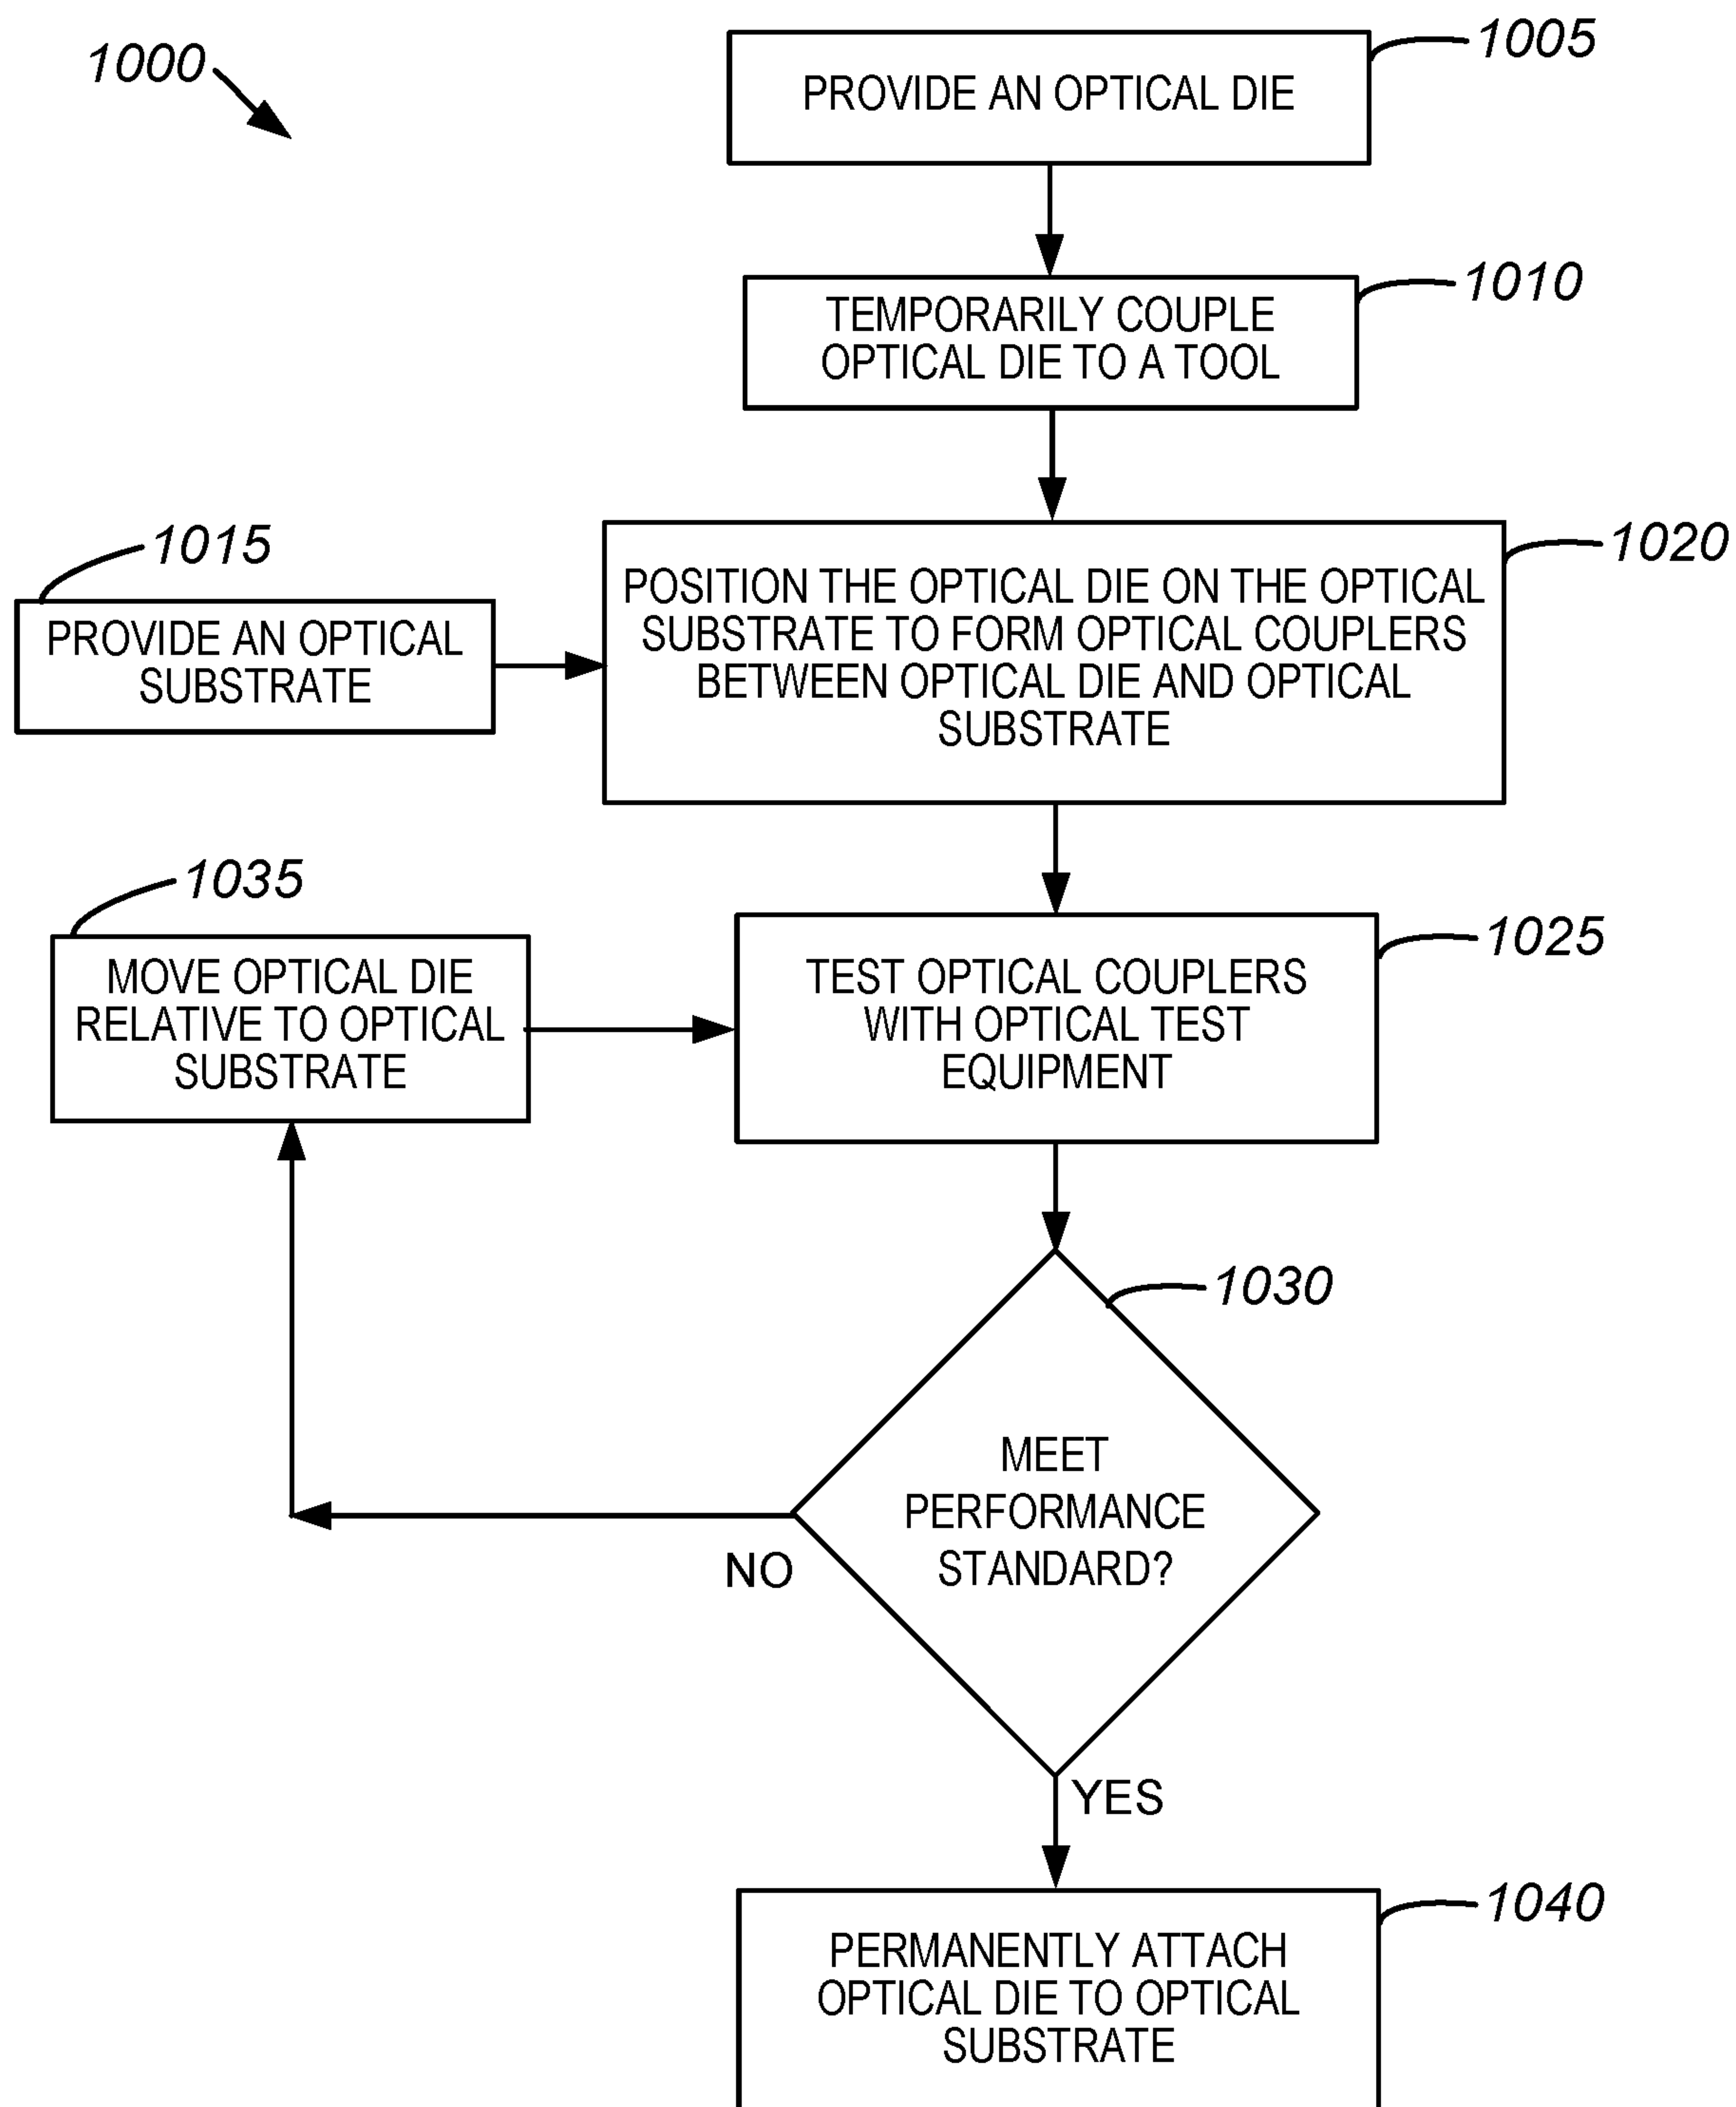 1000
1005
PROVIDE AN OPTICAL DIE
1010
TEMPORARILY COUPLE
OPTICAL DIE TO A TOOL
1015
PROVIDE AN OPTICAL
SUBSTRATE
1020
POSITION THE OPTICAL DIE ON THE OPTICAL
SUBSTRATE TO FORM OPTICAL COUPLERS
BETWEEN OPTICAL DIE AND OPTICAL
SUBSTRATE
1035
MOVE OPTICAL DIE
RELATIVE TO OPTICAL
SUBSTRATE
1025
TEST OPTICAL COUPLERS
WITH OPTICAL TEST
EQUIPMENT
1030
MEET
PERFORMANCE
STANDARD?
NO
YES
1040
PERMANENTLY ATTACH
OPTICAL DIE TO OPTICAL
SUBSTRATE